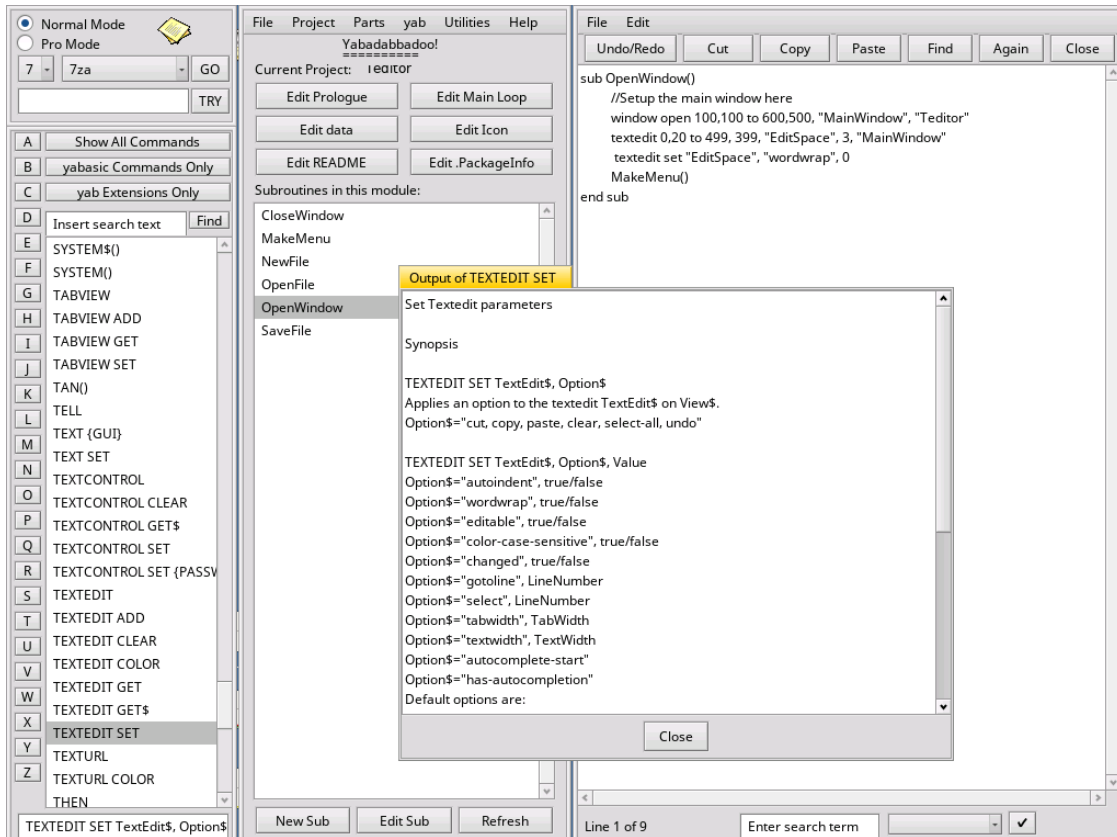 Normal Mode
Pro Mode
7
7za
GO
TRY
A
B
C
D
E
F
G
H
I
J
K
L
M
N
O
P
Q
R
S
T
U
V
W
X
Y
Z
Show All Commands
yabasic Commands Only
yab Extensions Only
Insert search text
Find
SYSTEM$()
SYSTEM()
TABVIEW
TABVIEW ADD
TABVIEW GET
TABVIEW SET
TAN()
TELL
TEXT {GUI}
TEXT SET
TEXTCONTROL
TEXTCONTROL CLEAR
TEXTCONTROL GET$
TEXTCONTROL SET
TEXTCONTROL SET {PASSW
TEXTEDIT
TEXTEDIT ADD
TEXTEDIT CLEAR
TEXTEDIT COLOR
TEXTEDIT GET
TEXTEDIT GET$
TEXTEDIT SET
TEXTURL
TEXTURL COLOR
THEN
TEXTEDIT SET TextEdit$, Option$
File Project Parts yab Utilities Help
Yabadabbadoo!
==========
Current Project: Teditor
Edit Prologue
Edit Main Loop
Edit data
Edit Icon
Edit README
Edit .PackageInfo
Subroutines in this module:
CloseWindow
MakeMenu
NewFile
OpenFile
OpenWindow
SaveFile
New Sub
Edit Sub
Refresh
Output of TEXTEDIT SET
Set Textedit parameters
Synopsis
TEXTEDIT SET TextEdit$, Option$
Applies an option to the textedit TextEdit$ on View$.
Option$="cut, copy, paste, clear, select-all, undo"
TEXTEDIT SET TextEdit$, Option$, Value
Option$="autoindent", true/false
Option$="wordwrap", true/false
Option$="editable", true/false
Option$="color-case-sensitive", true/false
Option$="changed", true/false
Option$="gotoline", LineNumber
Option$="select", LineNumber
Option$="tabwidth", TabWidth
Option$="textwidth", TextWidth
Option$="autocomplete-start"
Option$="has-autocompletion"
Default options are:
Close
File Edit
Undo/Redo
Cut
Copy
Paste
Find
Again
Close
sub OpenWindow()
//Setup the main window here
window open 100,100 to 600,500, "MainWindow", "Teditor"
textedit 0,20 to 499, 399, "EditSpace", 3, "MainWindow"
textedit set "EditSpace", "wordwrap", 0
MakeMenu()
end sub
Line 1 of 9
Enter search term